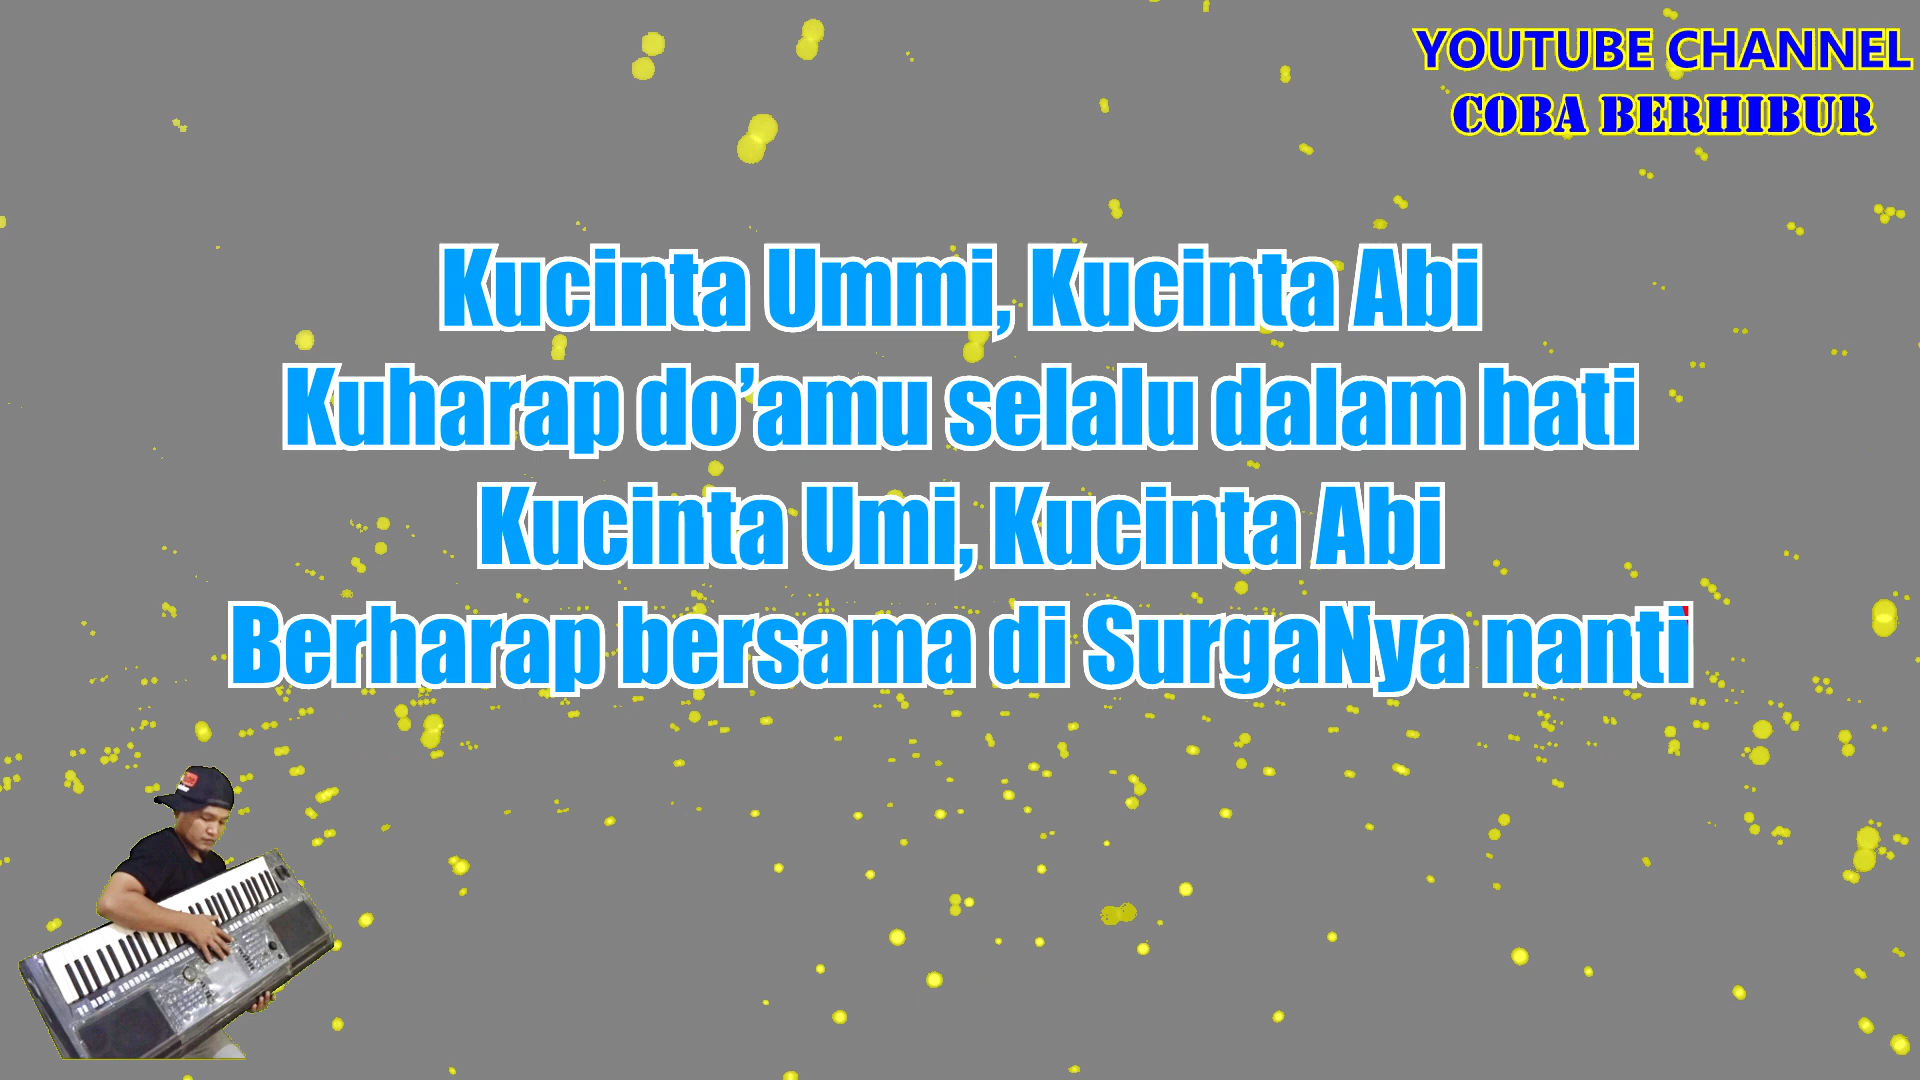 YOUTUBE CHANNEL
COBA BERHIBUR
Kucinta Ummi, Kucinta Abi
Kuharap do’amu selalu dalam hati
Kucinta Umi, Kucinta Abi
Berharap bersama di SurgaNya nanti